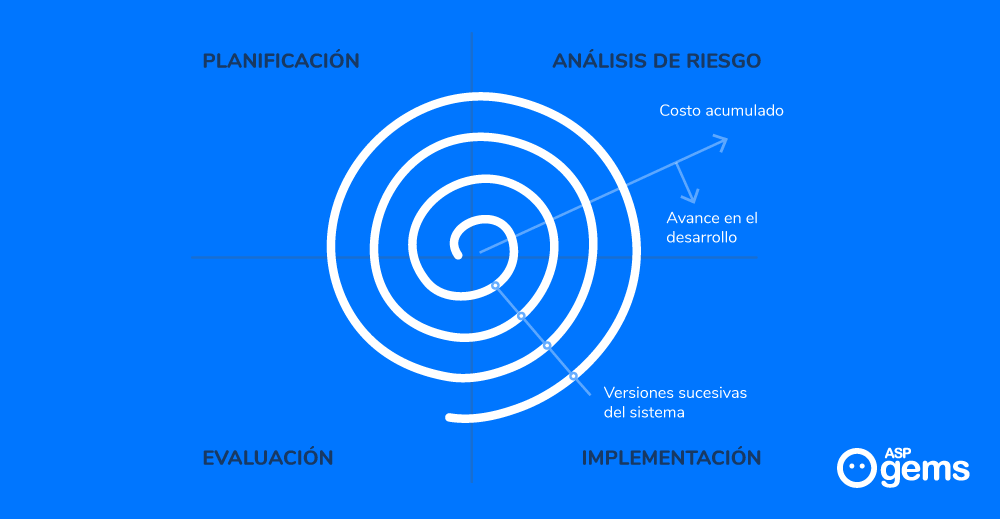 PLANIFICACIÓN
ANÁLISIS DE RIESGO
Costo acumulado
Avance en el
desarrollo
Versiones sucesivas
del sistema
EVALUACIÓN
IMPLEMENTACIÓN
ASP
gems